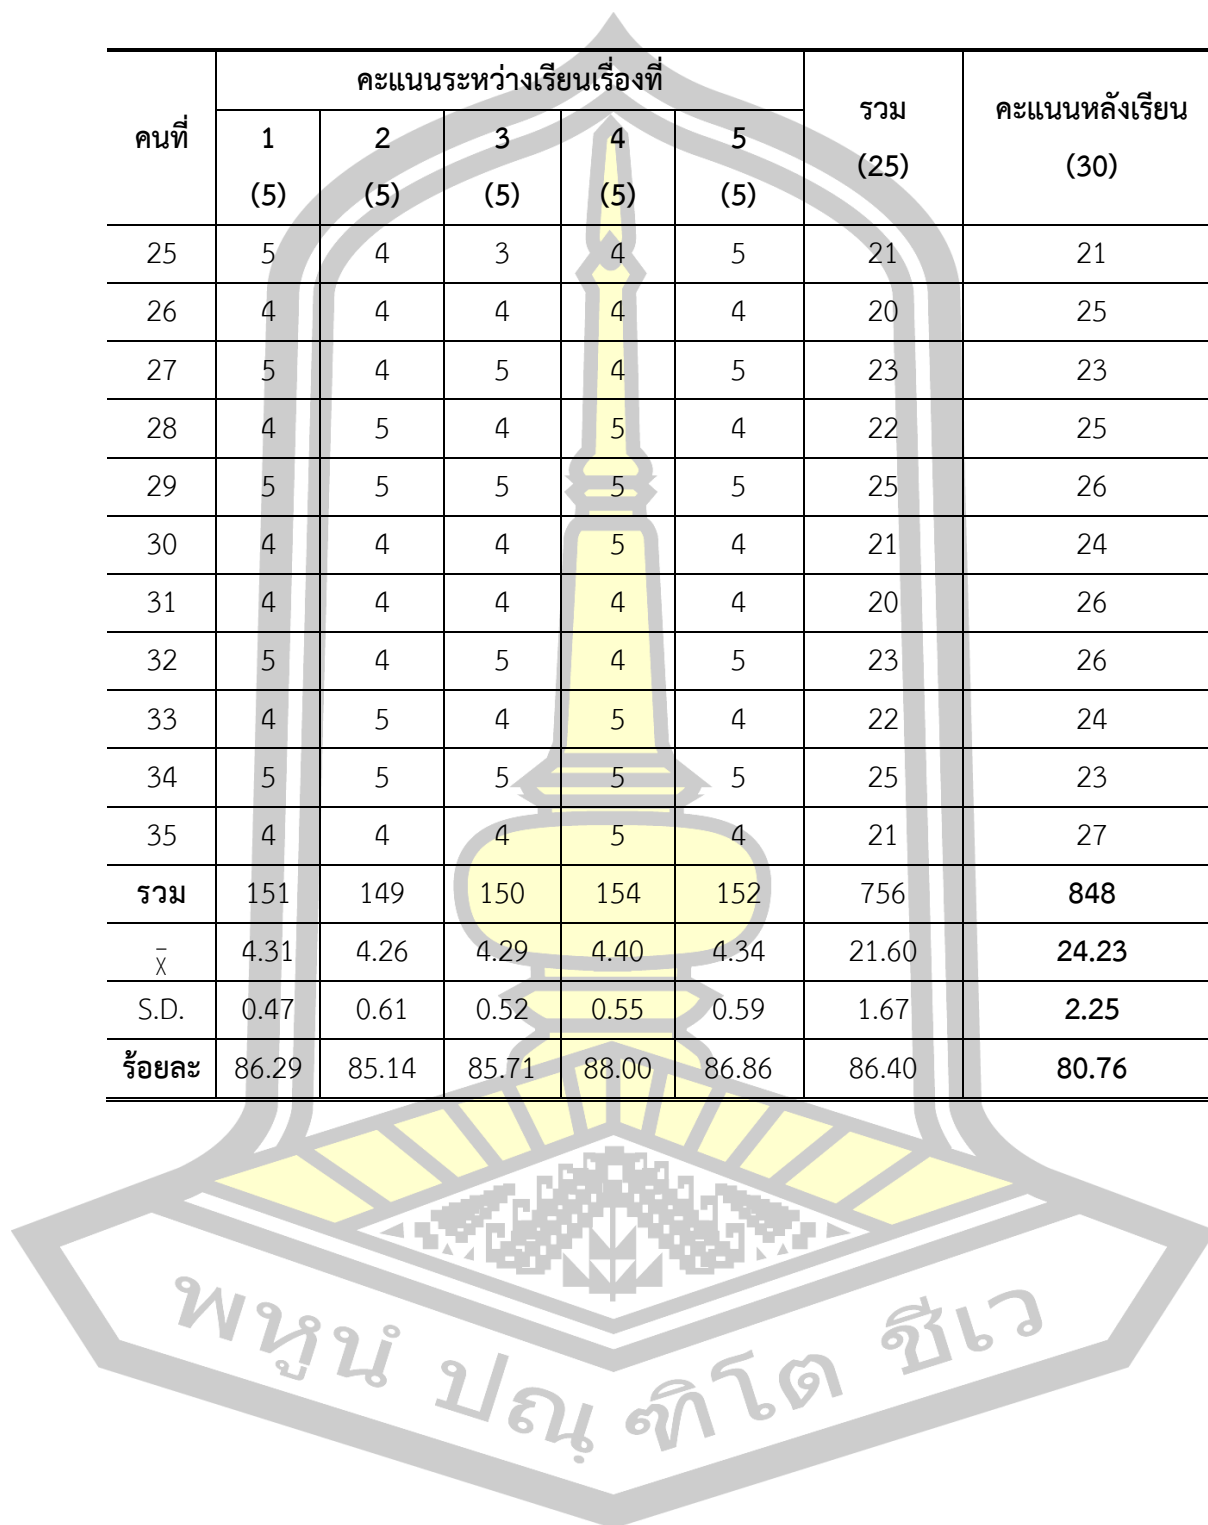 คนที่ คะแนนระหว่างเรียนเรื่องที่ รวม (25) คะแนนหลังเรียน (30)
1 2 3 4 5
(5) (5) (5) (5) (5)
25 5 4 3 4 5 21 21
26 4 4 4 4 4 20 25
27 5 4 5 4 5 23 23
28 4 5 4 5 4 22 25
29 5 5 5 5 5 25 26
30 4 4 4 5 4 21 24
31 4 4 4 4 4 20 26
32 5 4 5 4 5 23 26
33 4 5 4 5 4 22 24
34 5 5 5 5 5 25 23
35 4 4 4 5 4 21 27
รวม 151 149 150 154 152 756 848
x̄ 4.31 4.26 4.29 4.40 4.34 21.60 24.23
S.D. 0.47 0.61 0.52 0.55 0.59 1.67 2.25
ร้อยละ 86.29 85.14 85.71 88.00 86.86 86.40 80.76
พหูนํ ปณฺฑิโต ชีเว